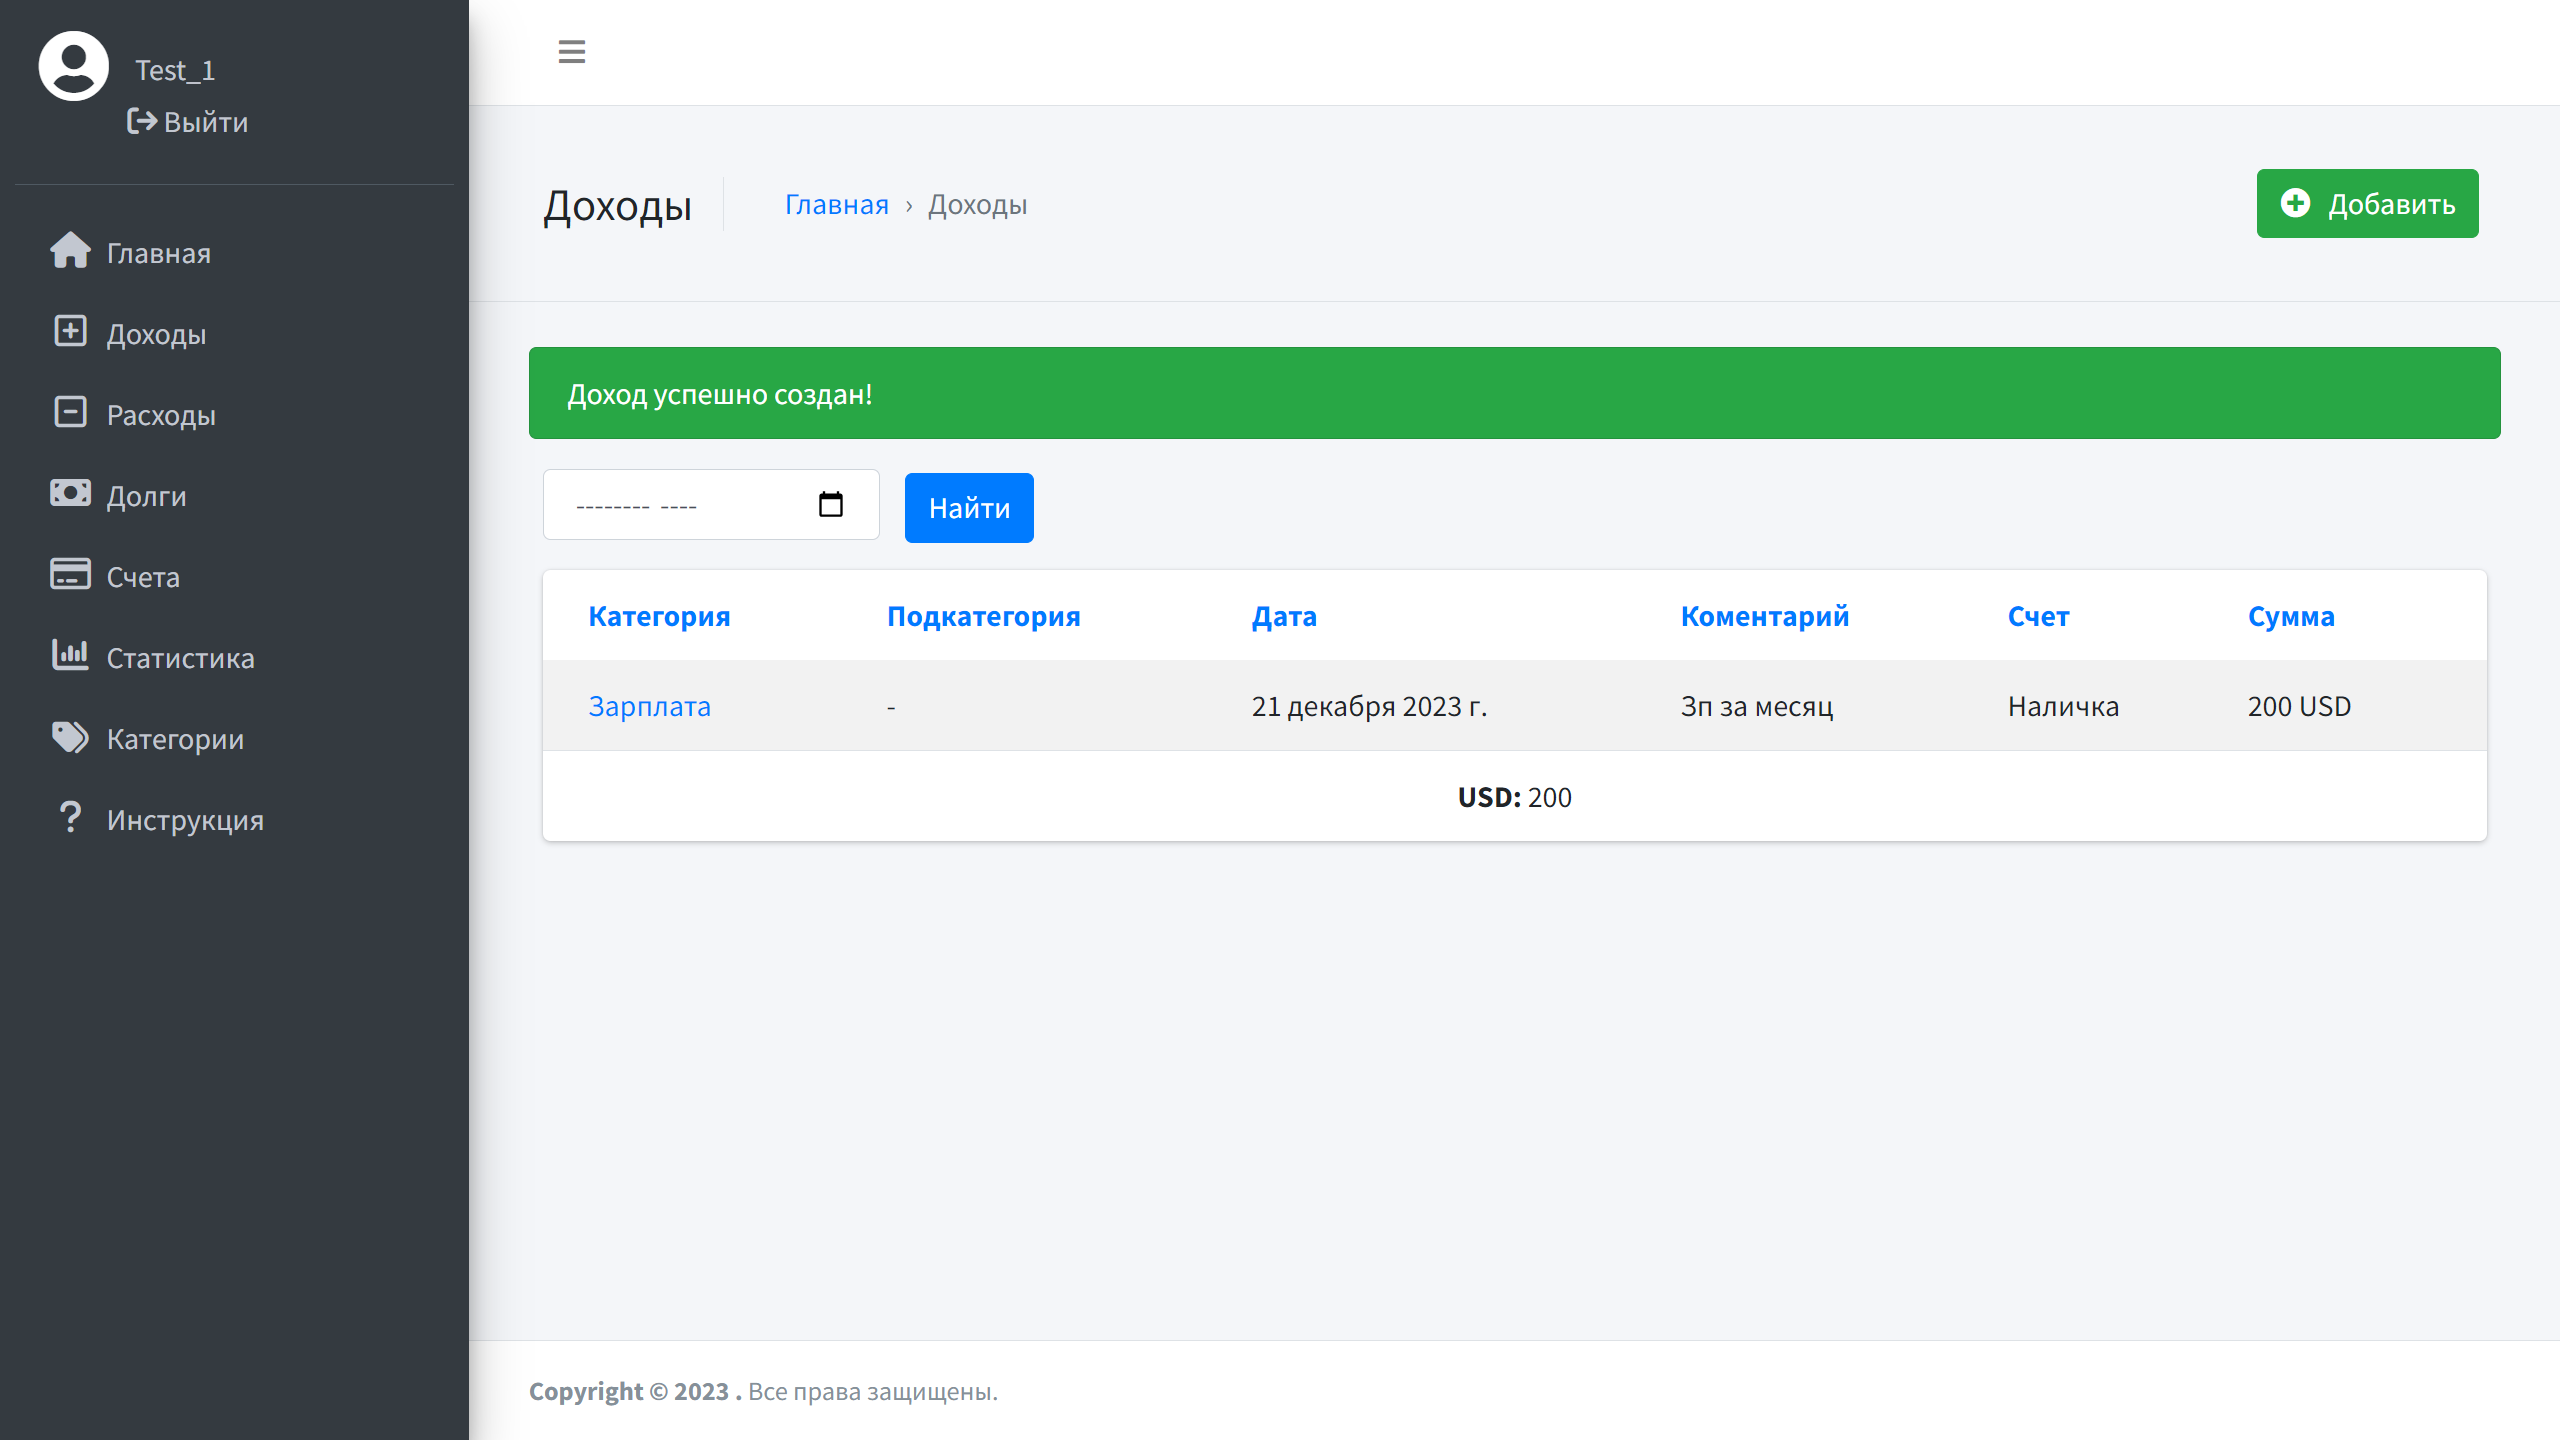 Test_1
Выйти
Главная
Доходы
Расходы
Долги
Счета
Статистика
Категории
Инструкция
Доходы
Главная › Доходы
Добавить
Доход успешно создан!
-------- ----
Найти
Категория Подкатегория Дата Коментарий Счет Сумма
Зарплата - 21 декабря 2023 г. Зп за месяц Наличка 200 USD
USD: 200
Copyright © 2023 . Все права защищены.